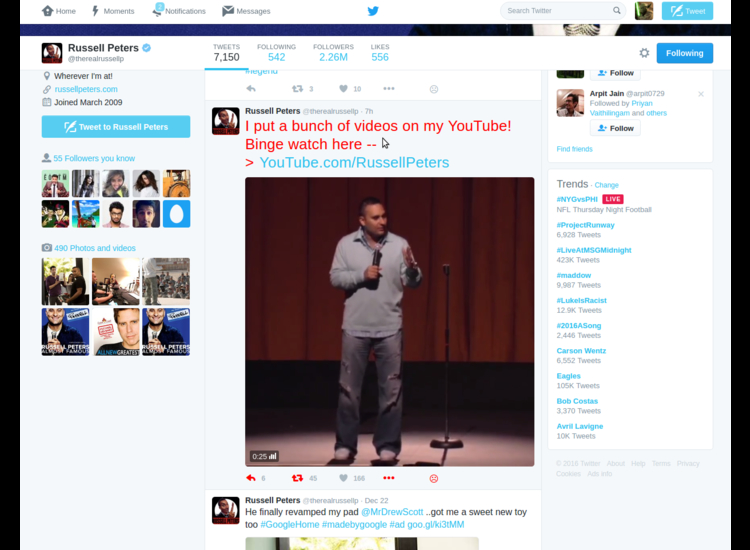 Home
Moments
2
Notifications
Messages
Search Twitter
Tweet
Russell Peters
@therealrussellp
TWEETS
7,150
FOLLOWING
542
FOLLOWERS
2.26M
LIKES
556
Following
Wherever I'm at!
russellpeters.com
Joined March 2009
Tweet to Russell Peters
55 Followers you know
490 Photos and videos
RUSSELL PETERS
ALMOST FAMOUS
ALL NEW GREATEST
RUSSELL PETERS
ALMOST FAMOUS
#legend
3
10
Russell Peters @therealrussellp · 7h
I put a bunch of videos on my YouTube!
Binge watch here --
> YouTube.com/RussellPeters
0:25
6
45
168
Russell Peters @therealrussellp · Dec 22
He finally revamped my pad @MrDrewScott ..got me a sweet new toy
too #GoogleHome #madebygoogle #ad goo.gl/ki3tMM
Follow
Arpit Jain @arpit0729
Followed by Priyan
Vaithilingam and others
Follow
Find friends
Trends · Change
#NYGvsPHI LIVE
NFL Thursday Night Football
#ProjectRunway
6,928 Tweets
#LiveAtMSGMidnight
423K Tweets
#maddow
9,987 Tweets
#LukeIsRacist
12.9K Tweets
#2016ASong
2,446 Tweets
Carson Wentz
6,552 Tweets
Eagles
105K Tweets
Bob Costas
3,370 Tweets
Avril Lavigne
10K Tweets
© 2016 Twitter About Help Terms Privacy
Cookies Ads info